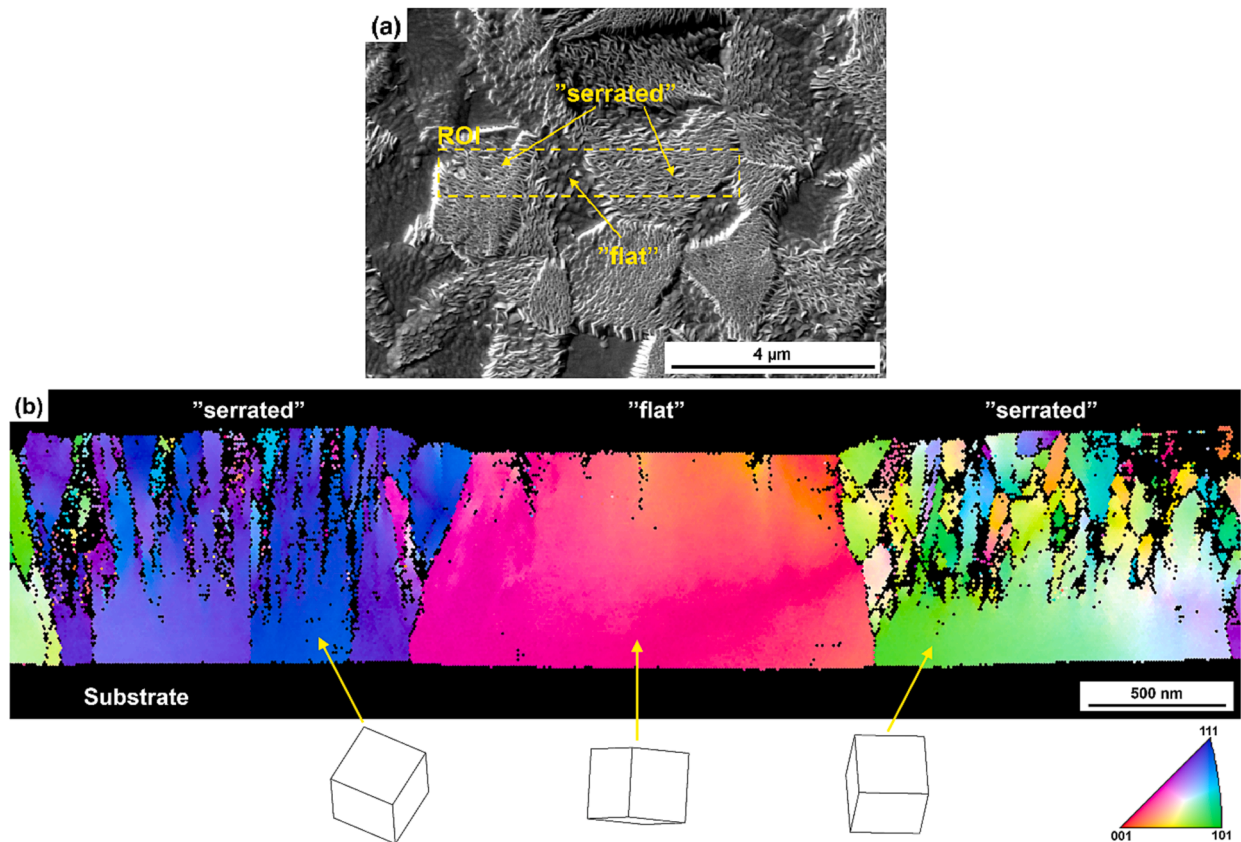 (a)
"serrated"
ROI
"flat"
4 µm
(b)
"serrated"
"flat"
"serrated"
Substrate
500 nm
111
001
101